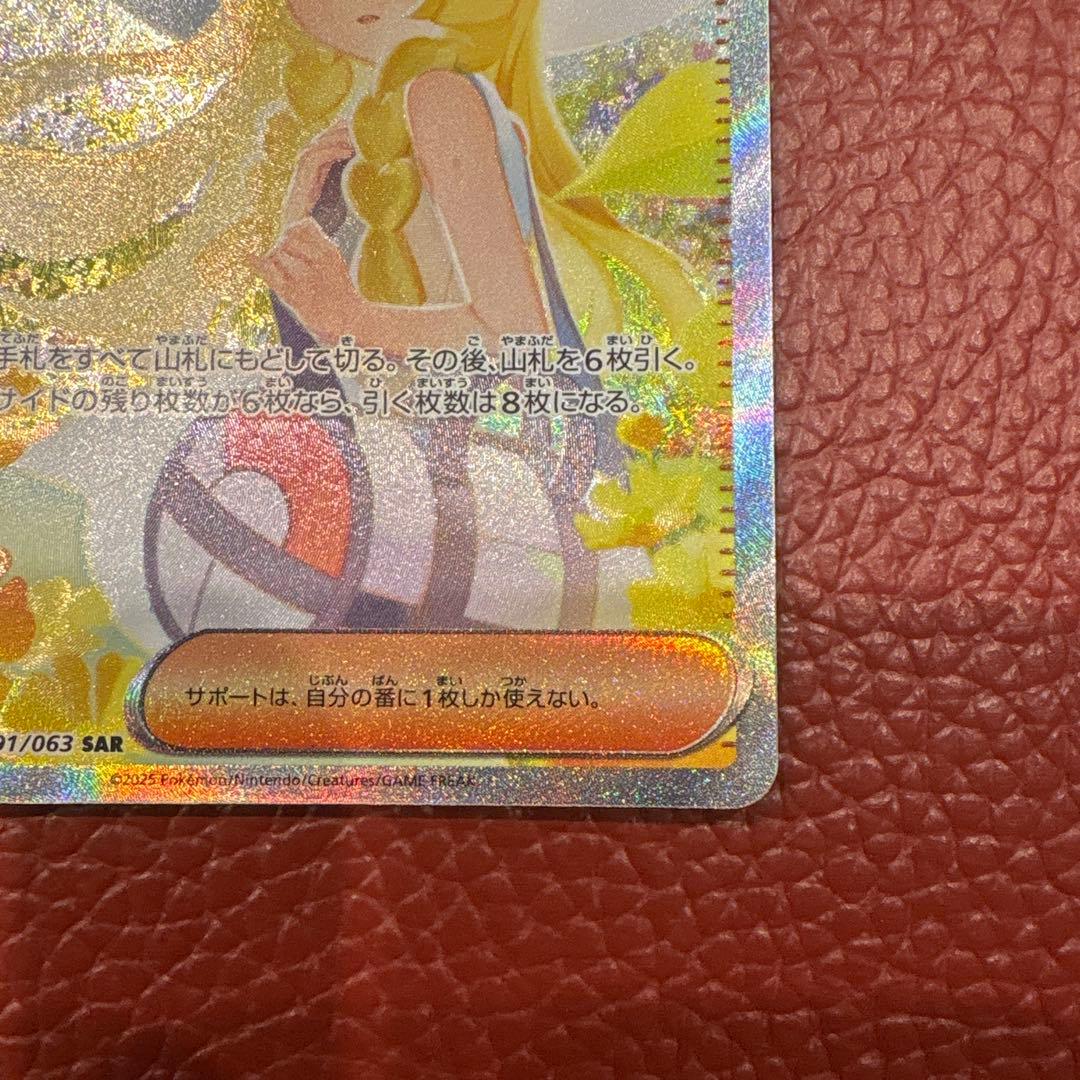 手札をすべて山札にもどして切る。その後、山札を6枚引く。
サイドの残り枚数が6枚なら、引く枚数は8枚になる。
サポートは、自分の番に1枚しか使えない。
91/063 SAR
©2025 Pokémon/Nintendo/Creatures/GAME FREAK